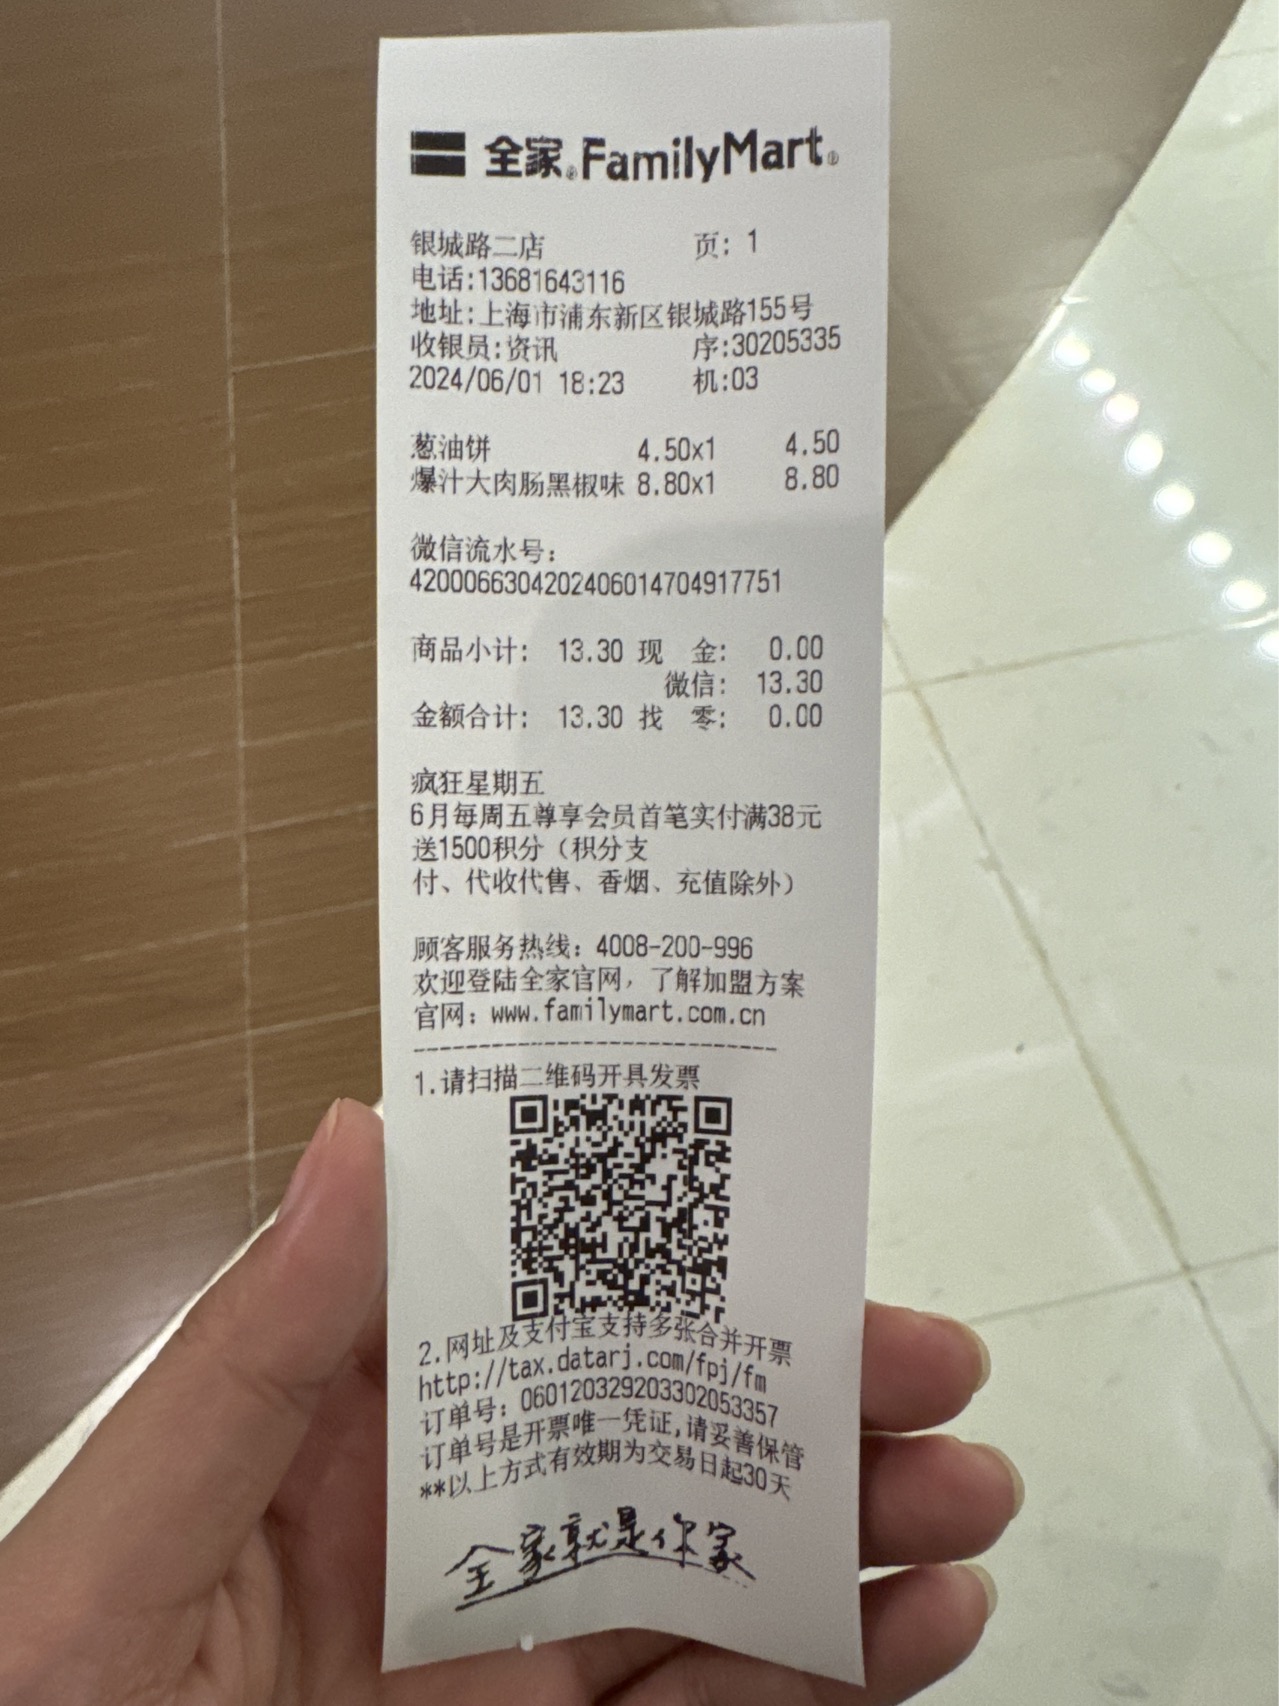 全家®FamilyMart®
银城路二店 页: 1
电话:13681643116
地址:上海市浦东新区银城路155号
收银员:资讯 序:30205335
2024/06/01 18:23 机:03
葱油饼 4.50x1 4.50
爆汁大肉肠黑椒味 8.80x1 8.80
微信流水号:
4200066304202406014704917751
商品小计: 13.30 现 金: 0.00
微信: 13.30
金额合计: 13.30 找 零: 0.00
疯狂星期五
6月每周五尊享会员首笔实付满38元
送1500积分（积分支
付、代收代售、香烟、充值除外）
顾客服务热线: 4008-200-996
欢迎登陆全家官网, 了解加盟方案
官网: www.familymart.com.cn
----------------------------
1.请扫描二维码开具发票
2.网址及支付宝支持多张合并开票
http://tax.datarj.com/fpj/fm
订单号: 060120329203302053357
订单号是开票唯一凭证,请妥善保管
**以上方式有效期为交易日起30天
全家就是你家